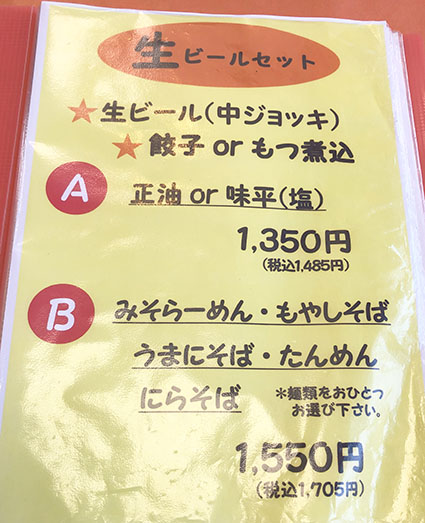 生ビールセット
★生ビール(中ジョッキ)
★餃子orもつ煮込
A 正油or味平(塩)
1,350円
(税込1,485円)
B みそらーめん・もやしそば
うまにそば・たんめん
にらそば ＊麺類をおひとつ
お選び下さい。
1,550円
(税込1,705円)